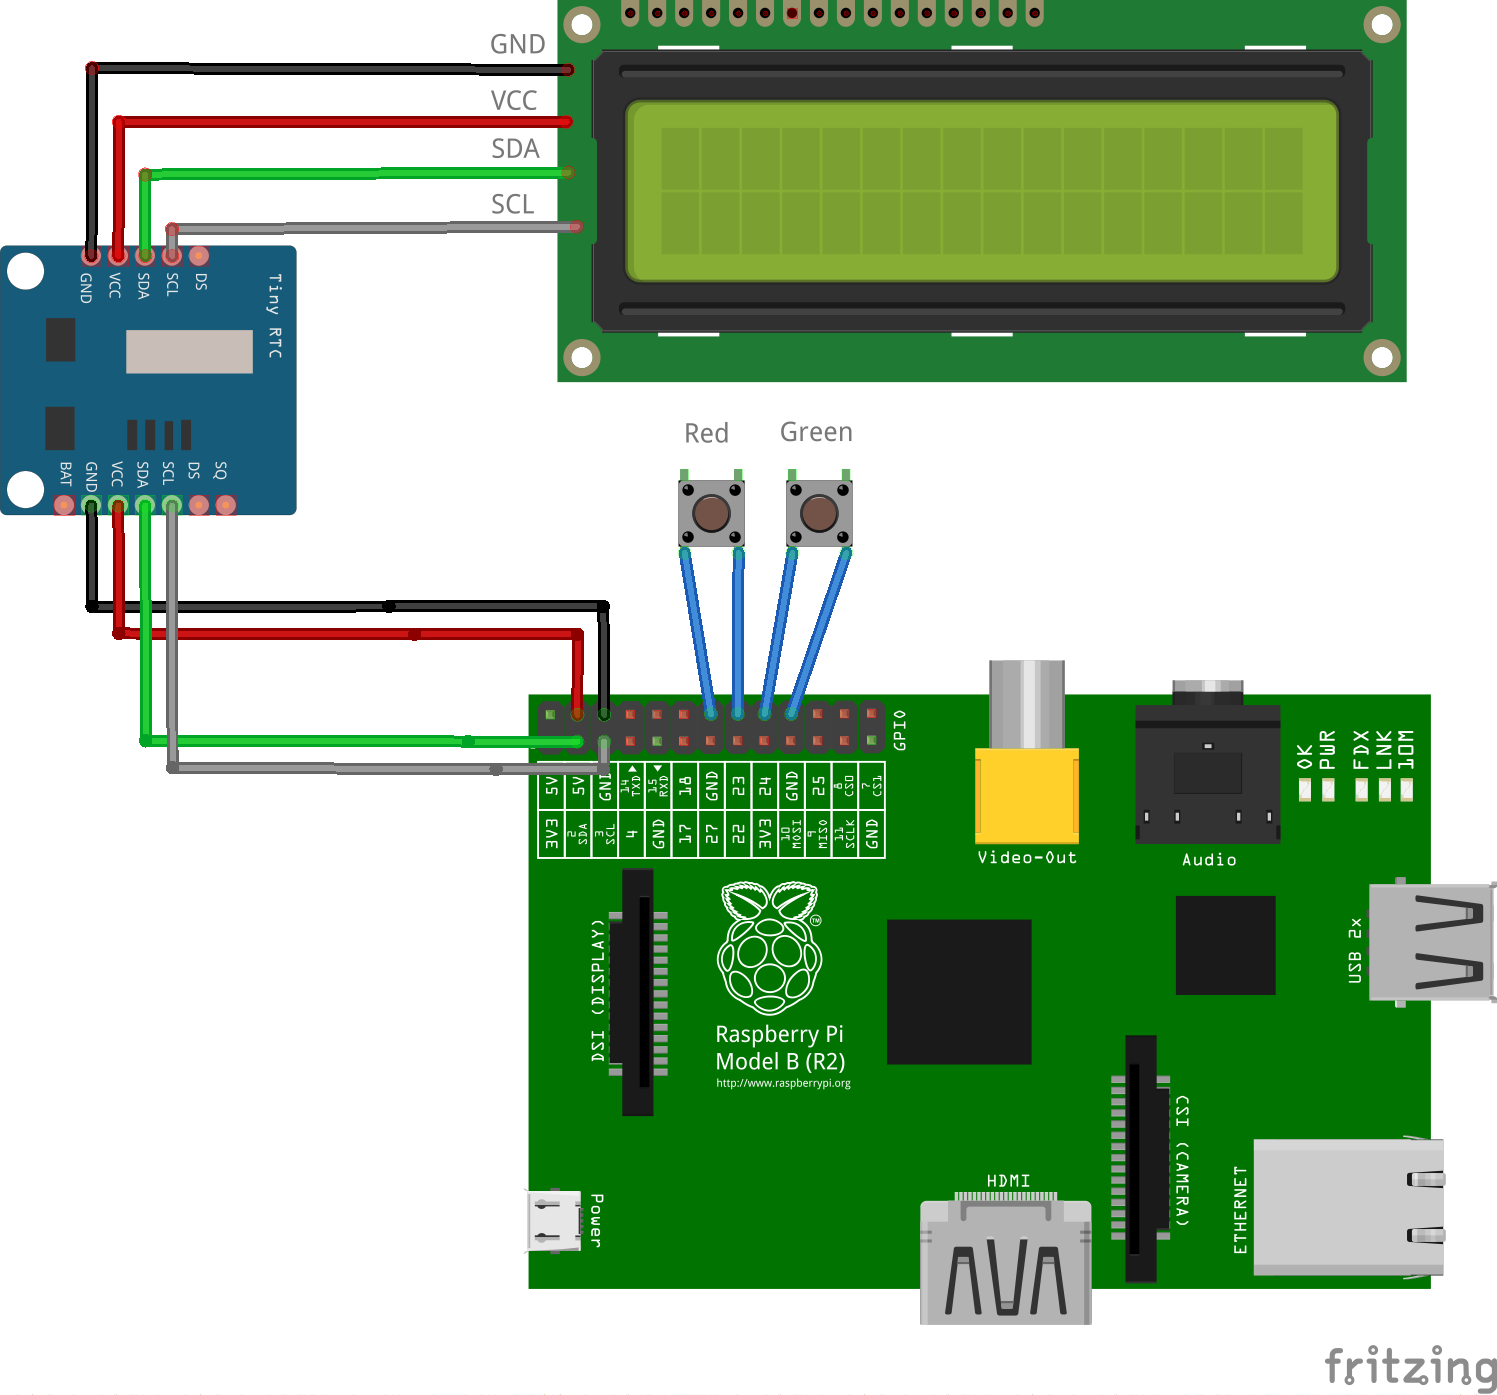 GND
VCC
SDA
SCL
GND
VCC
SDA
SCL
DS
Tiny RTC
BAT
GND
VCC
SDA
SCL
DS
SQ
Red
Green
GPIO
5V
5V
GND
14 TXD
15 RXD
18
GND
23
24
GND
25
8 CS0
7 CS1
3V3
2 SDA
3 SCL
4
GND
17
27
22
3V3
10 MOSI
9 MISO
11 SCLK
GND
Video-Out
Audio
OK
PWR
FDX
LNK
10M
USB 2x
DSI (DISPLAY)
TM
Raspberry Pi
Model B (R2)
http://www.raspberrypi.org
CSI (CAMERA)
HDMI
ETHERNET
Power
fritzing